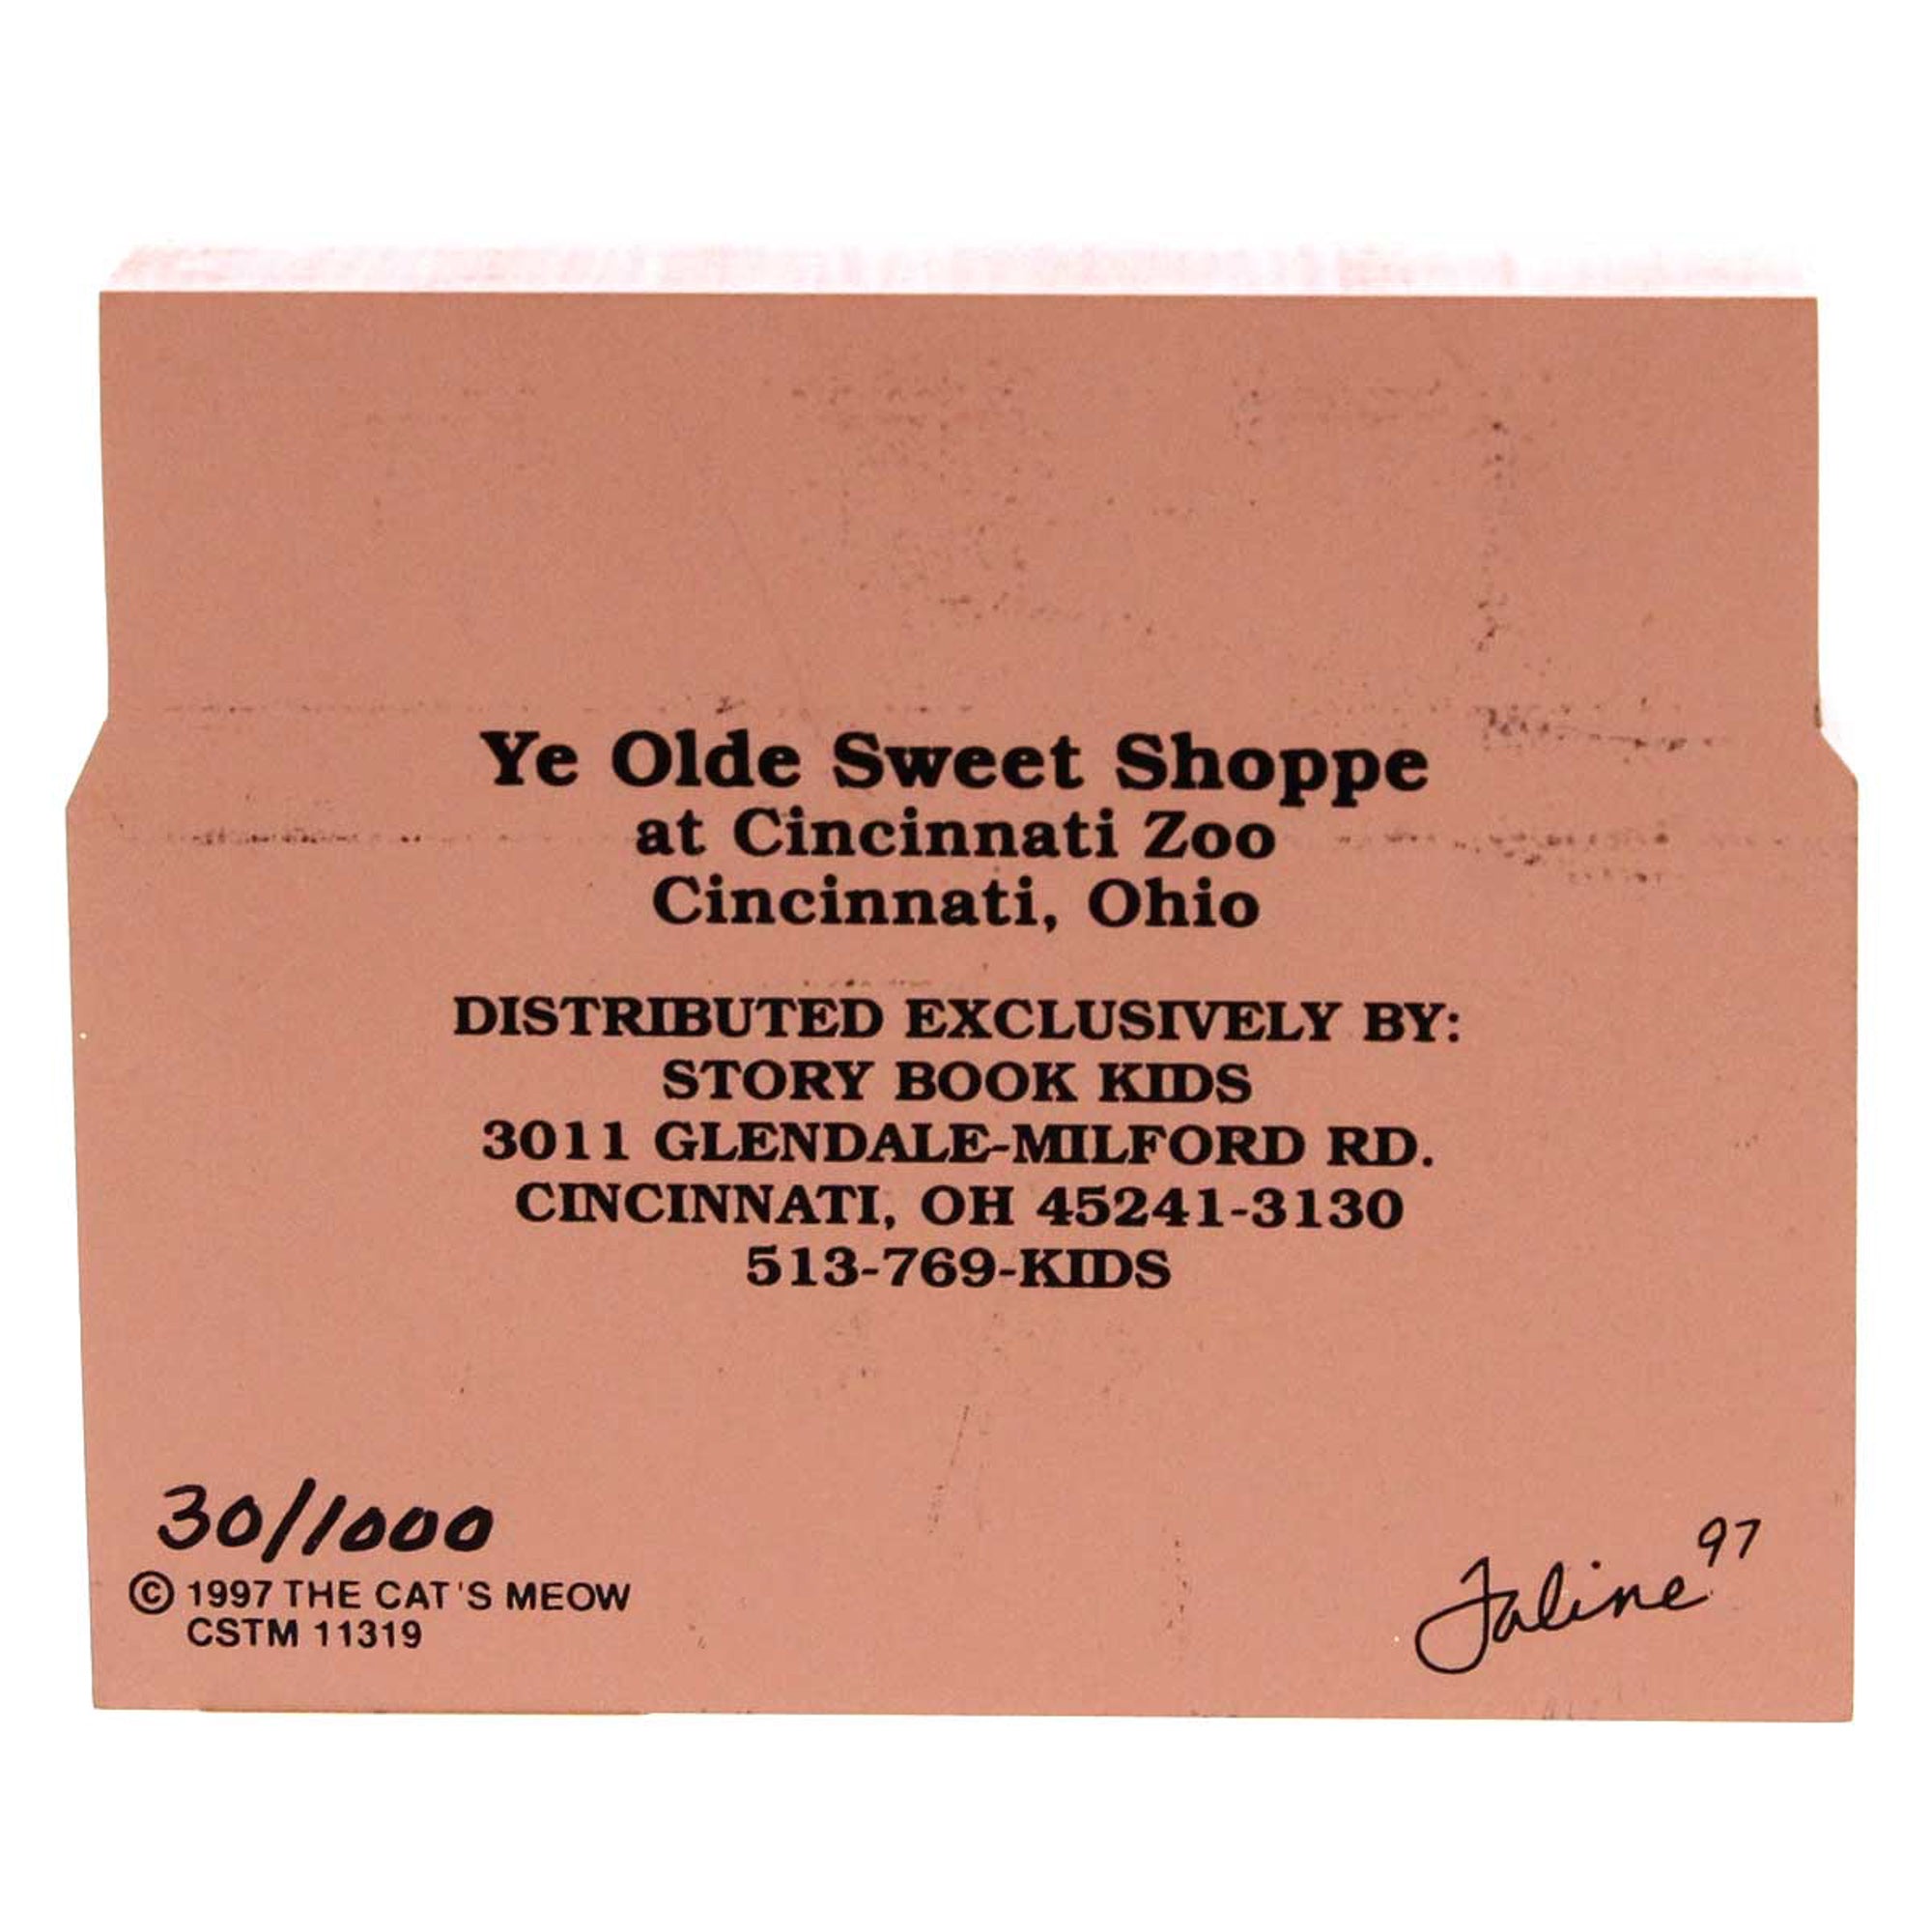 Ye Olde Sweet Shoppe
at Cincinnati Zoo
Cincinnati, Ohio
DISTRIBUTED EXCLUSIVELY BY:
STORY BOOK KIDS
3011 GLENDALE-MILFORD RD.
CINCINNATI, OH 45241-3130
513-769-KIDS
30/1000
© 1997 THE CAT'S MEOW
CSTM 11319
Faline 97